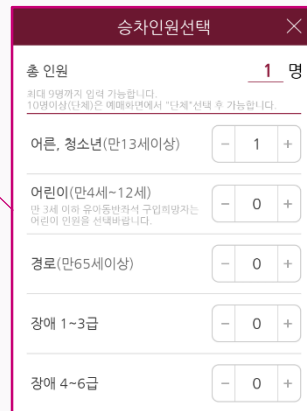 승차인원선택
총 인원 1 명
최대 9명까지 입력 가능합니다.
10명이상(단체)은 예매화면에서 "단체"선택 후 가능합니다.
어른, 청소년(만13세이상) - 1 +
어린이(만4세~12세) - 0 +
만 3세 이하 유아동반좌석 구입희망자는
어린이 인원을 선택바랍니다.
경로(만65세이상) - 0 +
장애 1~3급 - 0 +
장애 4~6급 - 0 +